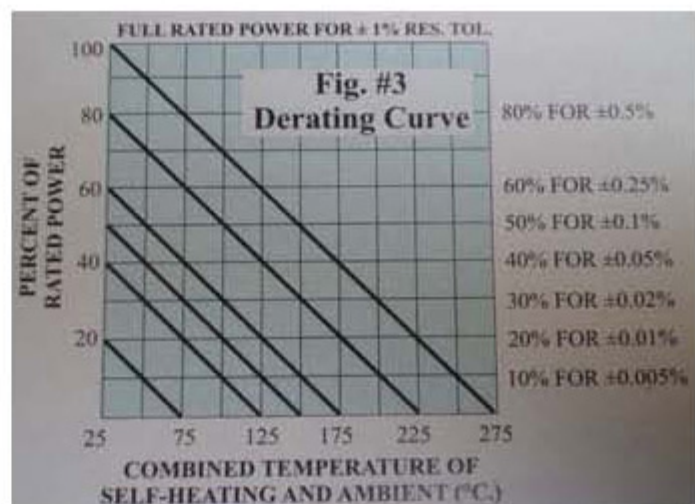 FULL RATED POWER FOR ± 1% RES. TOL.
Fig. #3
Derating Curve
PERCENT OF
RATED POWER
100
80
60
40
20
80% FOR ±0.5%
60% FOR ±0.25%
50% FOR ±0.1%
40% FOR ±0.05%
30% FOR ±0.02%
20% FOR ±0.01%
10% FOR ±0.005%
25 75 125 175 225 275
COMBINED TEMPERATURE OF
SELF-HEATING AND AMBIENT (°C.)